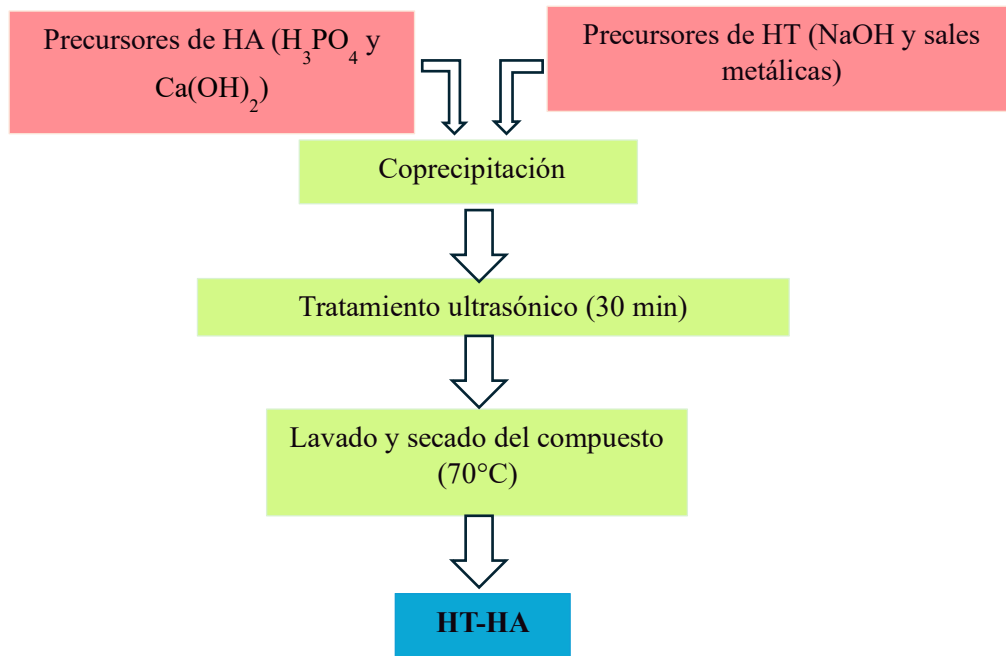 Precursores de HA (H₃PO₄ y
Ca(OH)₂)
Precursores de HT (NaOH y sales
metálicas)
Coprecipitación
Tratamiento ultrasónico (30 min)
Lavado y secado del compuesto
(70°C)
HT-HA